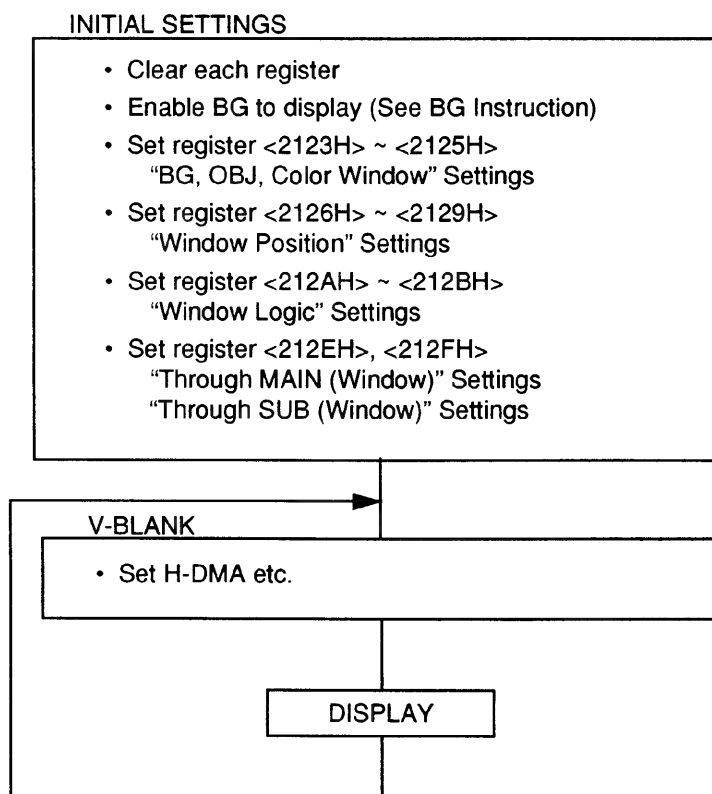 INITIAL SETTINGS
• Clear each register
• Enable BG to display (See BG Instruction)
• Set register <2123H> ~ <2125H>
“BG, OBJ, Color Window” Settings
• Set register <2126H> ~ <2129H>
“Window Position” Settings
• Set register <212AH> ~ <212BH>
“Window Logic” Settings
• Set register <212EH>, <212FH>
“Through MAIN (Window)” Settings
“Through SUB (Window)” Settings
V-BLANK
• Set H-DMA etc.
DISPLAY